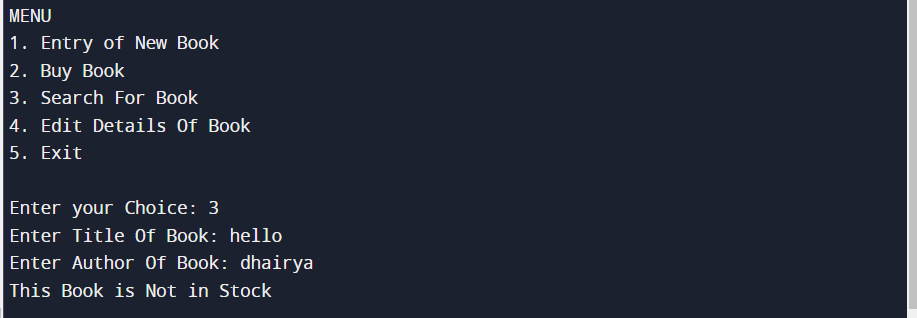 MENU
1. Entry of New Book
2. Buy Book
3. Search For Book
4. Edit Details Of Book
5. Exit
Enter your Choice: 3
Enter Title Of Book: hello
Enter Author Of Book: dhairya
This Book is Not in Stock